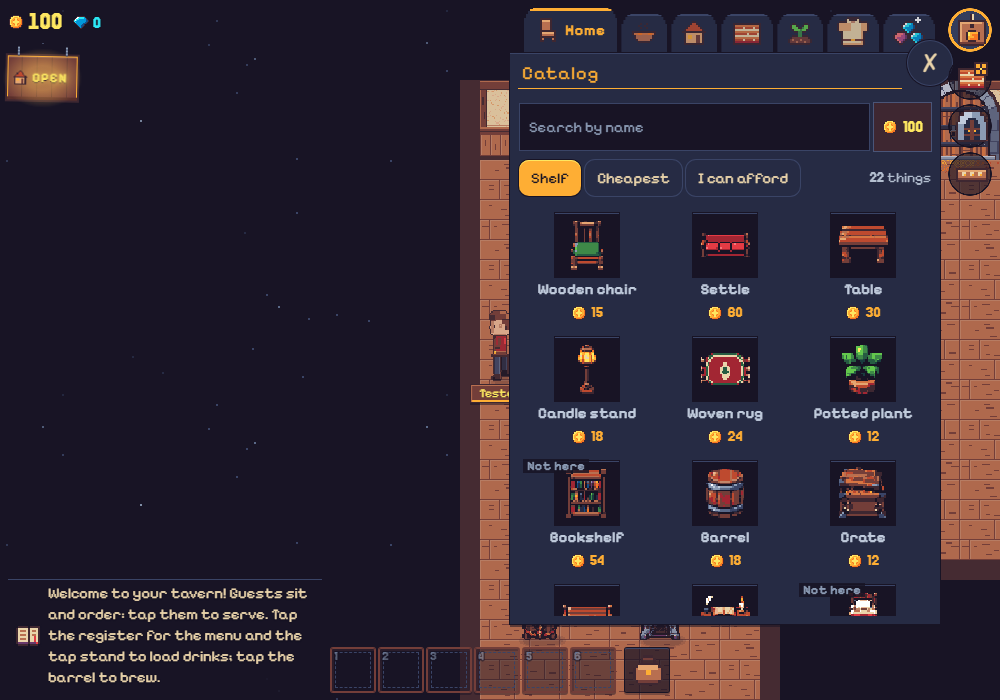 100 0
OPEN
Home
Catalog
X
Search by name
100
Shelf Cheapest I can afford 22 things
Wooden chair Settle Table
15 80 30
Candle stand Woven rug Potted plant
18 24 12
Not here
Bookshelf Barrel Crate
54 18 12
Not here
Teste
Welcome to your tavern! Guests sit
and order: tap them to serve. Tap
the register for the menu and the
tap stand to load drinks; tap the
barrel to brew.
1 2 3 4 5 6